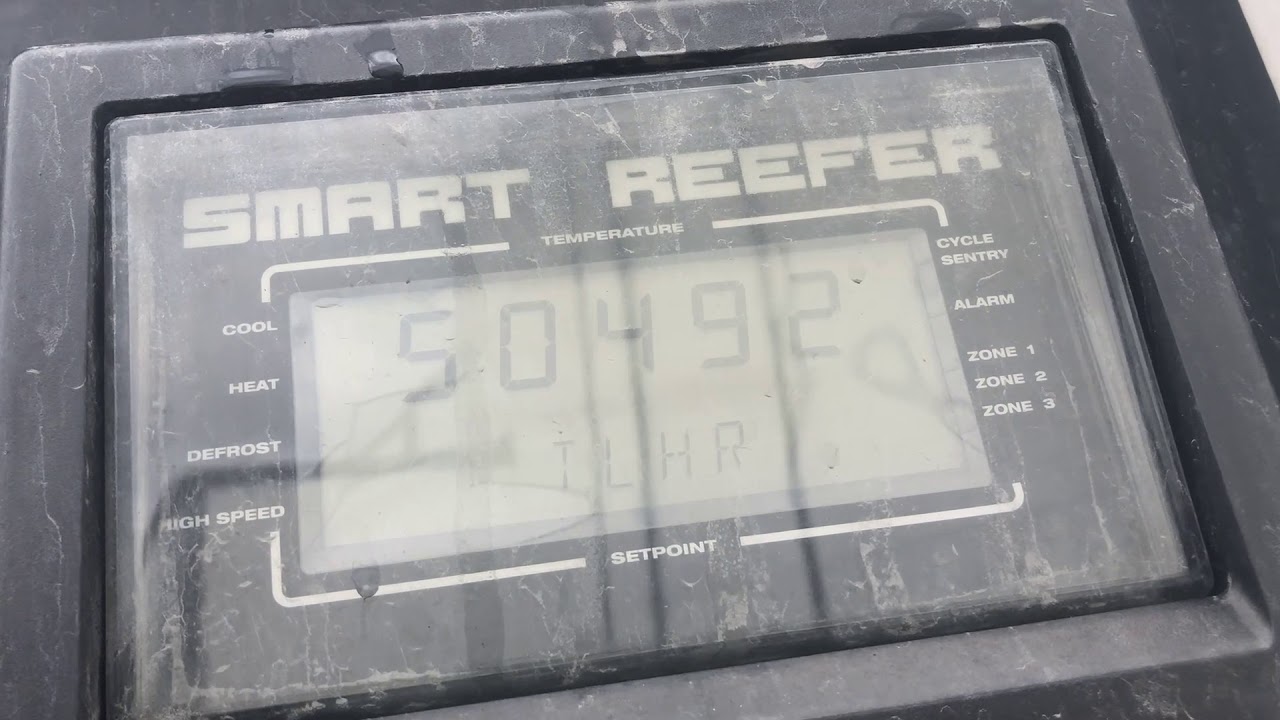 SMART REEFER
TEMPERATURE
CYCLE SENTRY
COOL
ALARM
HEAT
ZONE 1
ZONE 2
ZONE 3
DEFROST
HIGH SPEED
50492
TLHR
SETPOINT